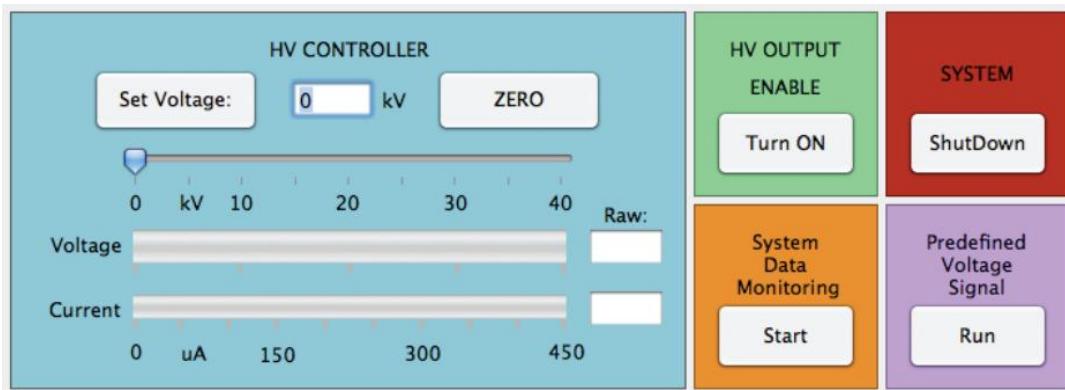 HV CONTROLLER
Set Voltage: 0 kV ZERO
0 kV 10 20 30 40
Raw:
Voltage
Current
0 uA 150 300 450
HV OUTPUT
ENABLE
Turn ON
SYSTEM
ShutDown
System
Data
Monitoring
Start
Predefined
Voltage
Signal
Run